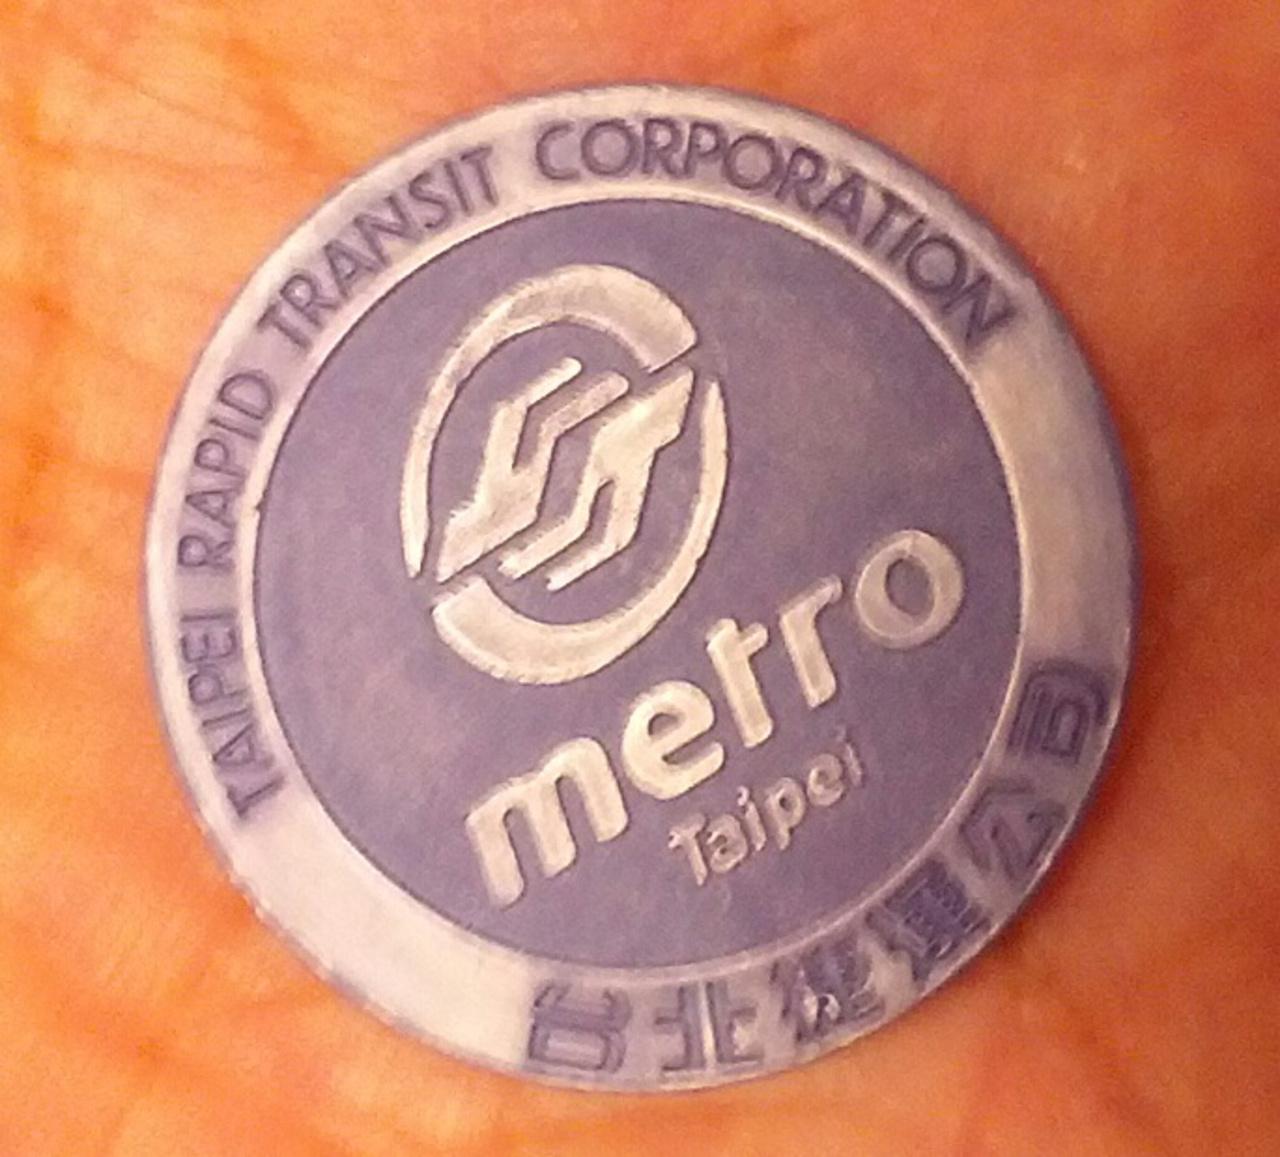 TAIPEI RAPID TRANSIT CORPORATION
metro
Taipei
台北捷運公司